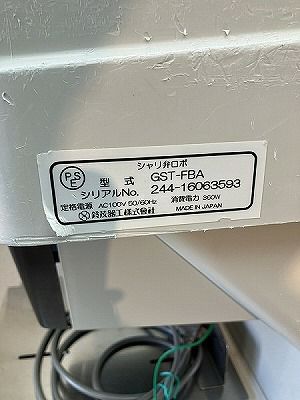 シャリ弁ロボ
PSE
型式 GST-FBA
シリアルNo. 244-16063593
定格電源 AC100V 50/60Hz 消費電力 360W
鈴茂器工株式会社 MADE IN JAPAN